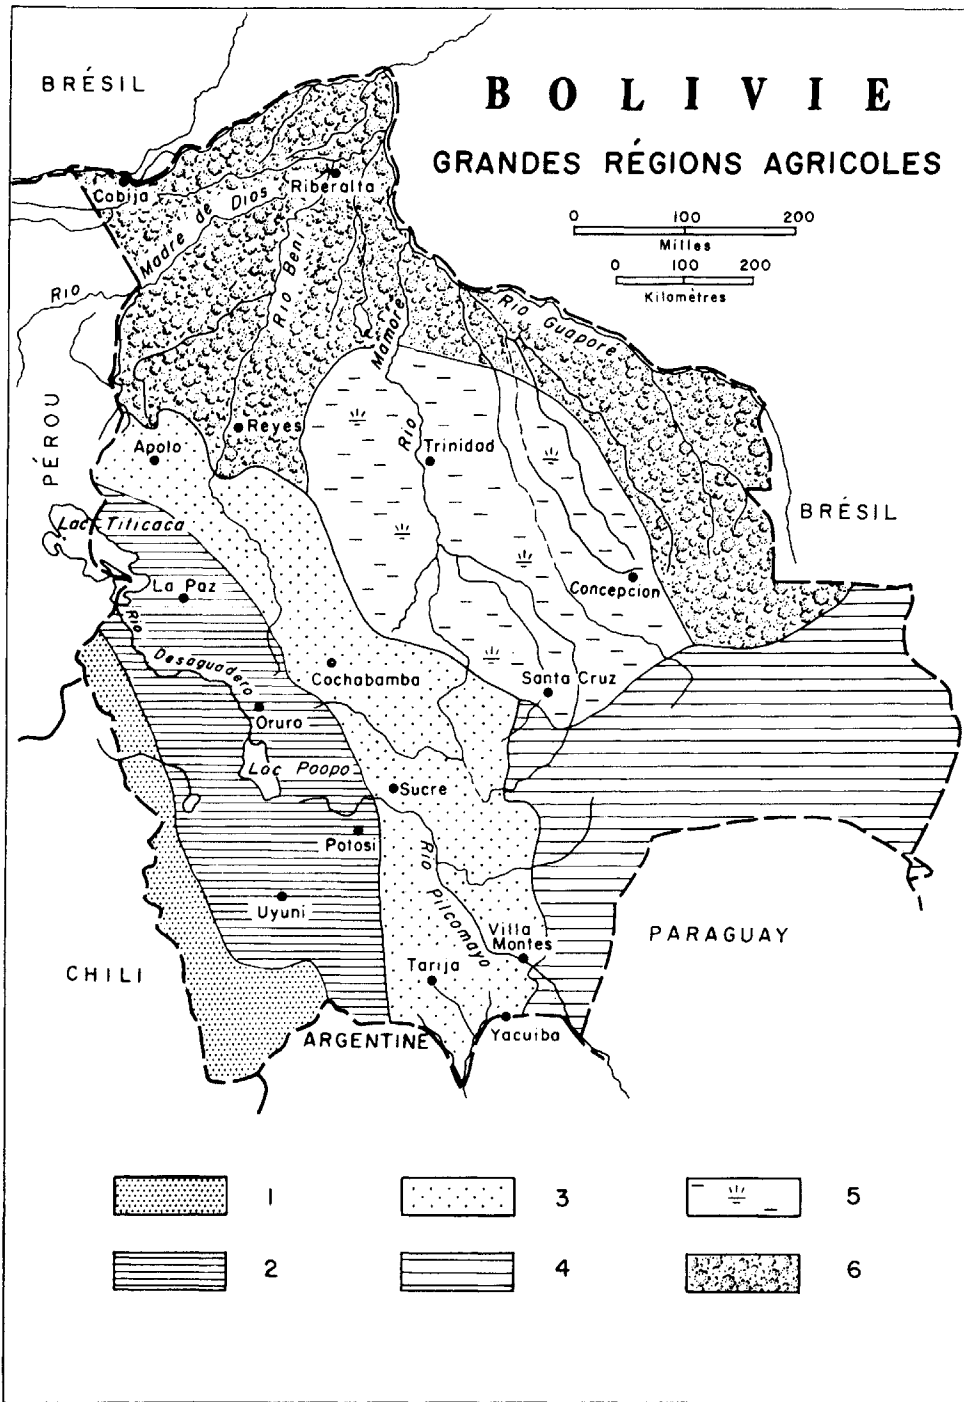 BOLIVIE
GRANDES RÉGIONS AGRICOLES
0 100 200
Milles
0 100 200
Kilomètres
BRÉSIL
Cobija
Riberalta
Rio Madre de Dios
Rio Beni
Rio Mamoré
Rio Guapore
PÉROU
Reyes
Apolo
Trinidad
BRÉSIL
Lac Titicaca
La Paz
Concepcion
Rio Desaguadero
Cochabamba
Santa Cruz
Oruro
Lac Poopo
Sucre
Potosi
Rio Pilcomayo
Uyuni
Villa
Montes
PARAGUAY
Tarija
CHILI
Yacuiba
ARGENTINE
1 3 5
2 4 6